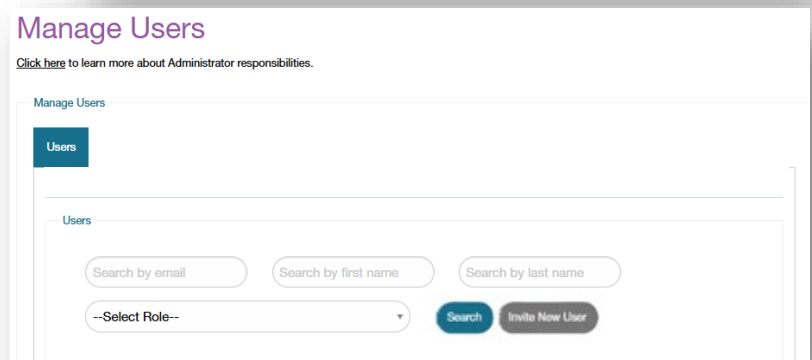 Manage Users
Click here to learn more about Administrator responsibilities.
Manage Users
Users
Users
Search by email Search by first name Search by last name
--Select Role-- Search Invite New User